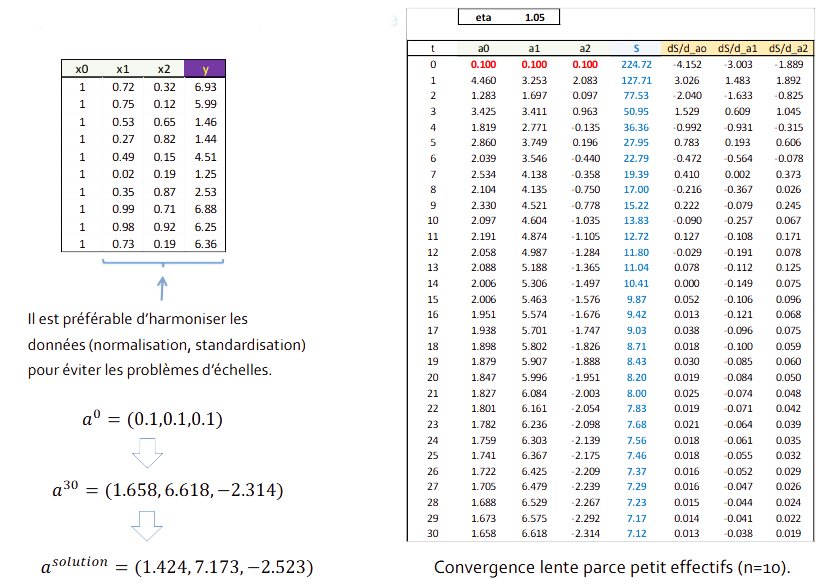 x0 x1 x2 y
1 0.72 0.32 6.93
1 0.75 0.12 5.99
1 0.53 0.65 1.46
1 0.27 0.82 1.44
1 0.49 0.15 4.51
1 0.02 0.19 1.25
1 0.35 0.87 2.53
1 0.99 0.71 6.88
1 0.98 0.92 6.25
1 0.73 0.19 6.36
Il est préférable d’harmoniser les
données (normalisation, standardisation)
pour éviter les problèmes d’échelles.
a⁰ = (0.1,0.1,0.1)
a³⁰ = (1.658, 6.618, −2.314)
a^solution = (1.424, 7.173, −2.523)
eta 1.05
t a0 a1 a2 S dS/d_ao dS/d_a1 dS/d_a2
0 0.100 0.100 0.100 224.72 -4.152 -3.003 -1.889
1 4.460 3.253 2.083 127.71 3.026 1.483 1.892
2 1.283 1.697 0.097 77.53 -2.040 -1.633 -0.825
3 3.425 3.411 0.963 50.95 1.529 0.609 1.045
4 1.819 2.771 -0.135 36.36 -0.992 -0.931 -0.315
5 2.860 3.749 0.196 27.95 0.783 0.193 0.606
6 2.039 3.546 -0.440 22.79 -0.472 -0.564 -0.078
7 2.534 4.138 -0.358 19.39 0.410 0.002 0.373
8 2.104 4.135 -0.750 17.00 -0.216 -0.367 0.026
9 2.330 4.521 -0.778 15.22 0.222 -0.079 0.245
10 2.097 4.604 -1.035 13.83 -0.090 -0.257 0.067
11 2.191 4.874 -1.105 12.72 0.127 -0.108 0.171
12 2.058 4.987 -1.284 11.80 -0.029 -0.191 0.078
13 2.088 5.188 -1.365 11.04 0.078 -0.112 0.125
14 2.006 5.306 -1.497 10.41 0.000 -0.149 0.075
15 2.006 5.463 -1.576 9.87 0.052 -0.106 0.096
16 1.951 5.574 -1.676 9.42 0.013 -0.121 0.068
17 1.938 5.701 -1.747 9.03 0.038 -0.096 0.075
18 1.898 5.802 -1.826 8.71 0.018 -0.100 0.059
19 1.879 5.907 -1.888 8.43 0.030 -0.085 0.060
20 1.847 5.996 -1.951 8.20 0.019 -0.084 0.050
21 1.827 6.084 -2.003 8.00 0.025 -0.074 0.048
22 1.801 6.161 -2.054 7.83 0.019 -0.071 0.042
23 1.782 6.236 -2.098 7.68 0.021 -0.064 0.039
24 1.759 6.303 -2.139 7.56 0.018 -0.061 0.035
25 1.741 6.367 -2.175 7.46 0.018 -0.055 0.032
26 1.722 6.425 -2.209 7.37 0.016 -0.052 0.029
27 1.705 6.479 -2.239 7.29 0.016 -0.047 0.026
28 1.688 6.529 -2.267 7.23 0.015 -0.044 0.024
29 1.673 6.575 -2.292 7.17 0.014 -0.041 0.022
30 1.658 6.618 -2.314 7.12 0.013 -0.038 0.019
Convergence lente parce petit effectifs (n=10).